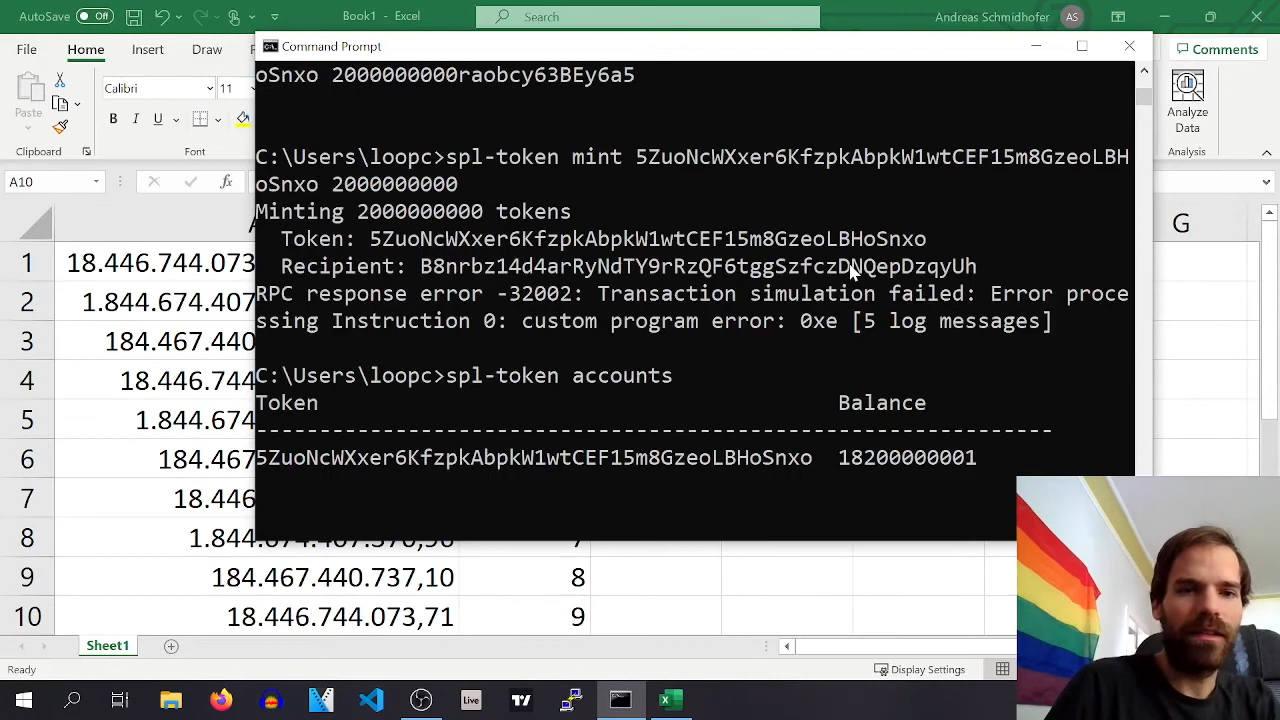 AutoSave Off Book1 - Excel Search Andreas Schmidhofer AS
File Home Insert Draw Comments
Command Prompt
Calibri 11
Paste
B I U
Analyze
Data
Clipboard Analysis
A10 fx
G
oSnxo 2000000000raobcy63BEy6a5
C:\Users\loopc>spl-token mint 5ZuoNcWXxer6KfzpkAbpkW1wtCEF15m8GzeoLBH
oSnxo 2000000000
Minting 2000000000 tokens
Token: 5ZuoNcWXxer6KfzpkAbpkW1wtCEF15m8GzeoLBHoSnxo
Recipient: B8nrbz14d4arRyNdTY9rRzQF6tggSzfczDNQepDzqyUh
RPC response error -32002: Transaction simulation failed: Error proce
ssing Instruction 0: custom program error: 0xe [5 log messages]
C:\Users\loopc>spl-token accounts
Token Balance
--------------------------------------------------------------
5ZuoNcWXxer6KfzpkAbpkW1wtCEF15m8GzeoLBHoSnxo 18200000001
1 18.446.744.073
2 1.844.674.407
3 184.467.440
4 18.446.744
5 1.844.674
6 184.467
7 18.446
8 7
9 184.467.440.737,10 8
10 18.446.744.073,71 9
Sheet1
Ready Display Settings
Live